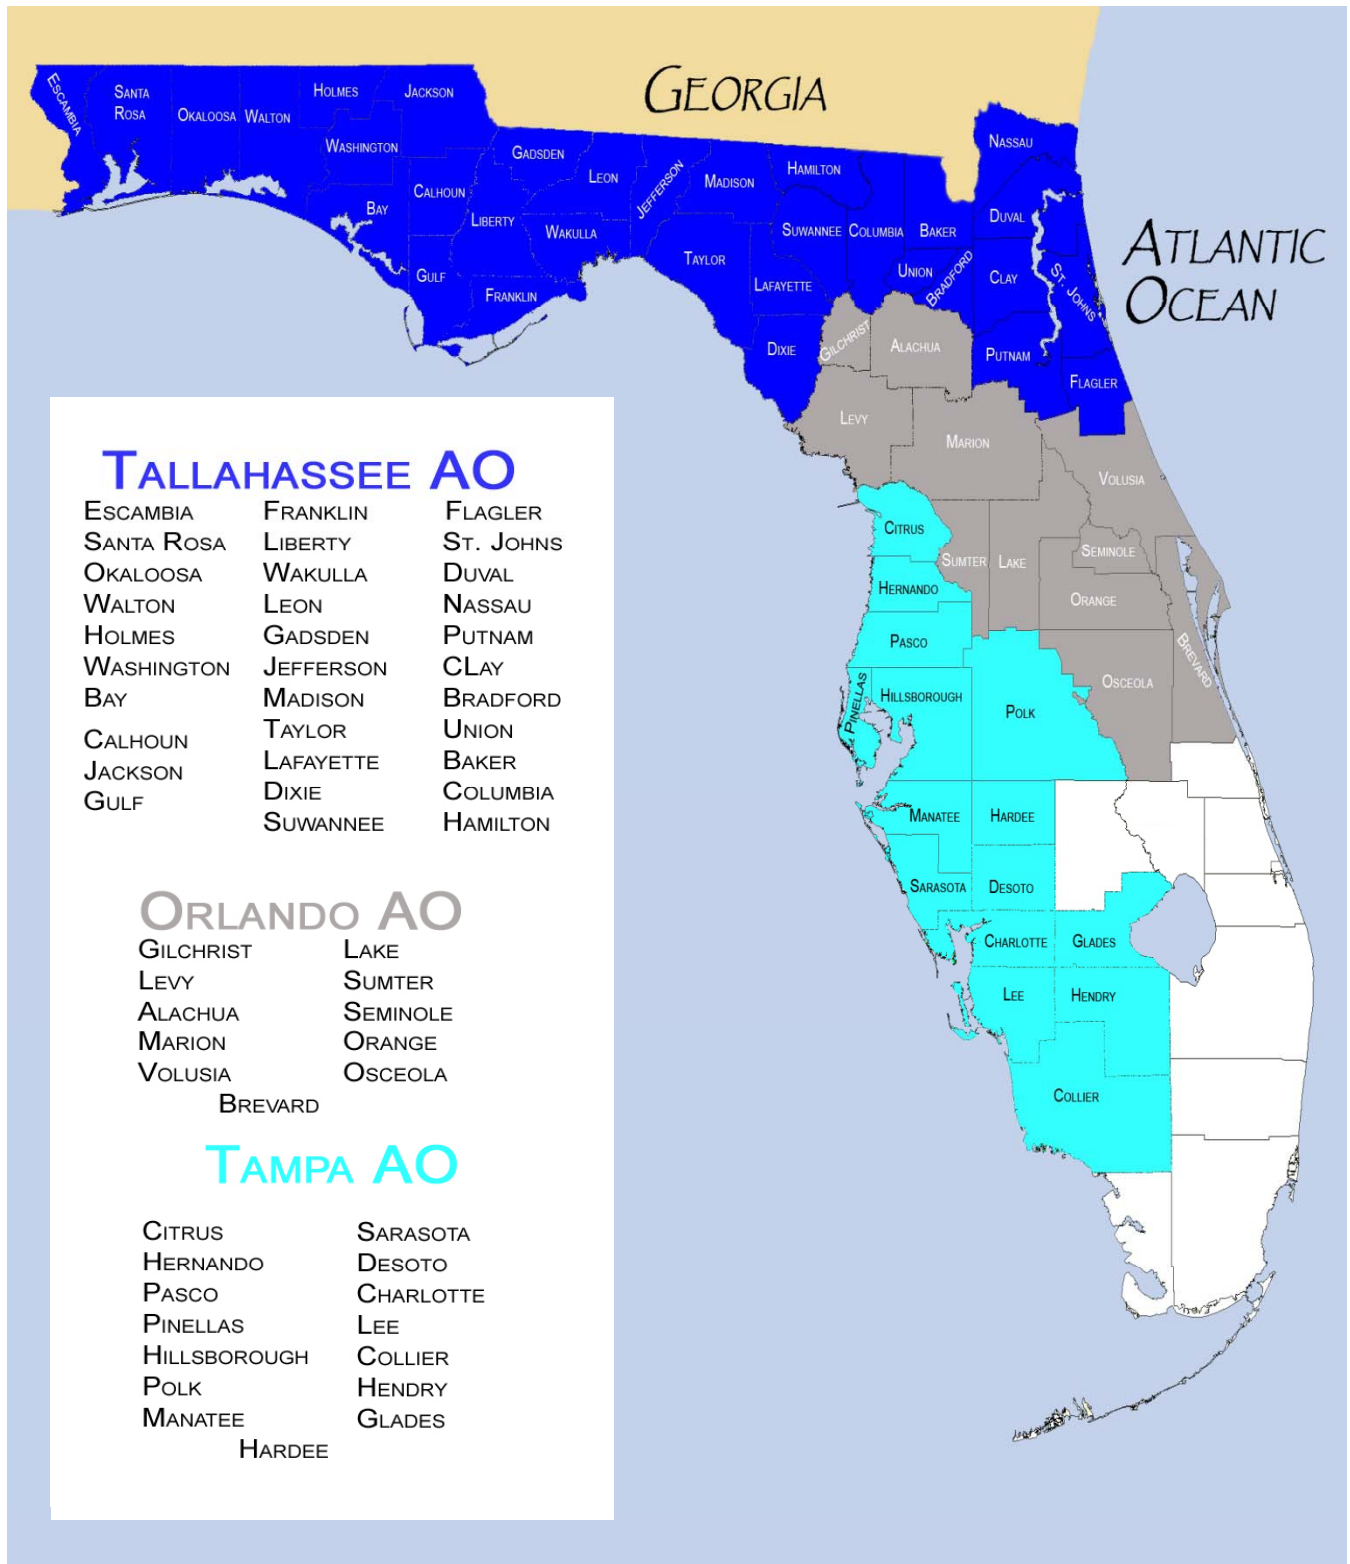 GEORGIA
ATLANTIC
OCEAN
ESCAMBIA
SANTA
ROSA
OKALOOSA
WALTON
HOLMES
JACKSON
WASHINGTON
BAY
CALHOUN
GULF
LIBERTY
GADSDEN
FRANKLIN
WAKULLA
LEON
JEFFERSON
MADISON
TAYLOR
HAMILTON
SUWANNEE
LAFAYETTE
DIXIE
COLUMBIA
BAKER
UNION
BRADFORD
NASSAU
DUVAL
CLAY
ST. JOHNS
PUTNAM
FLAGLER
GILCHRIST
ALACHUA
LEVY
MARION
VOLUSIA
CITRUS
SUMTER
LAKE
SEMINOLE
ORANGE
HERNANDO
PASCO
OSCEOLA
BREVARD
PINELLAS
HILLSBOROUGH
POLK
MANATEE
HARDEE
SARASOTA
DESOTO
CHARLOTTE
GLADES
LEE
HENDRY
COLLIER
TALLAHASSEE AO
ESCAMBIA
SANTA ROSA
OKALOOSA
WALTON
HOLMES
WASHINGTON
BAY
CALHOUN
JACKSON
GULF
FRANKLIN
LIBERTY
WAKULLA
LEON
GADSDEN
JEFFERSON
MADISON
TAYLOR
LAFAYETTE
DIXIE
SUWANNEE
FLAGLER
ST. JOHNS
DUVAL
NASSAU
PUTNAM
CLAY
BRADFORD
UNION
BAKER
COLUMBIA
HAMILTON
ORLANDO AO
GILCHRIST
LEVY
ALACHUA
MARION
VOLUSIA
LAKE
SUMTER
SEMINOLE
ORANGE
OSCEOLA
BREVARD
TAMPA AO
CITRUS
HERNANDO
PASCO
PINELLAS
HILLSBOROUGH
POLK
MANATEE
SARASOTA
DESOTO
CHARLOTTE
LEE
COLLIER
HENDRY
GLADES
HARDEE